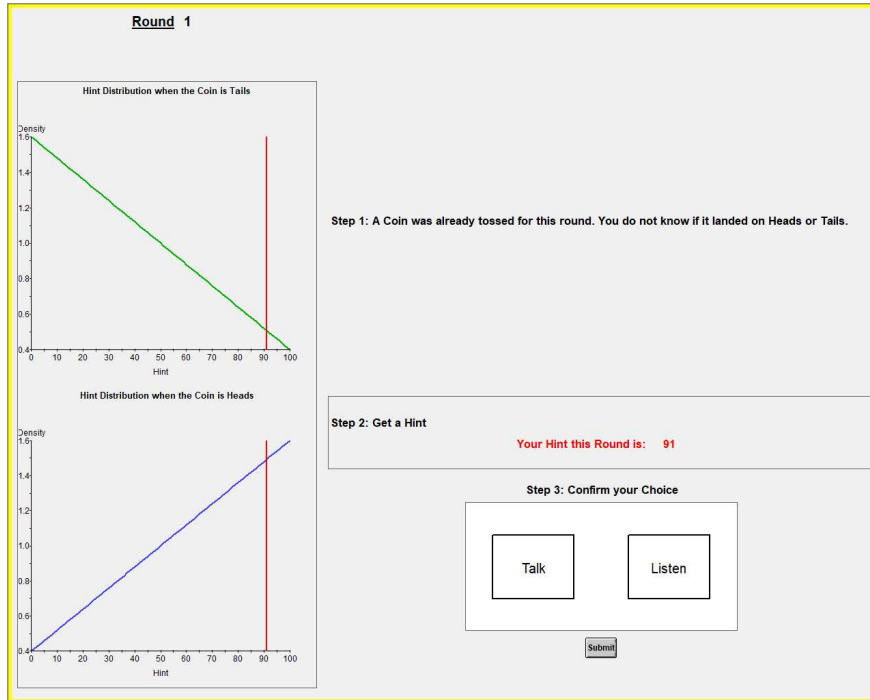 Round 1
Hint Distribution when the Coin is Tails
Density
1.6
1.4
1.2
1.0
0.8
0.6
0.4
0 10 20 30 40 50 60 70 80 90 100
Hint
Step 1: A Coin was already tossed for this round. You do not know if it landed on Heads or Tails.
Hint Distribution when the Coin is Heads
Density
1.6
1.4
1.2
1.0
0.8
0.6
0.4
0 10 20 30 40 50 60 70 80 90 100
Hint
Step 2: Get a Hint
Your Hint this Round is: 91
Step 3: Confirm your Choice
Talk Listen
Submit